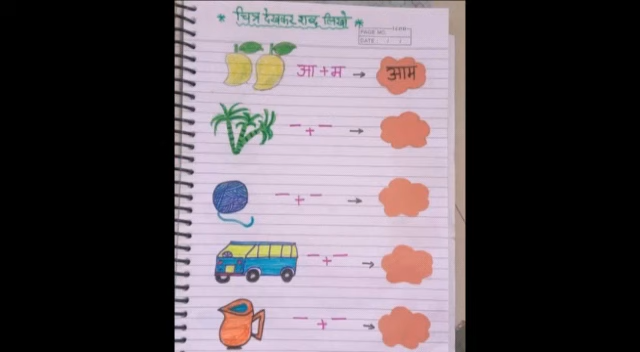 * चित्र देखकर शब्द लिखो *
PAGE NO.
DATE: / /
आ + म → आम
_ + _ →
_ + _ →
_ + _ →
_ + _ →